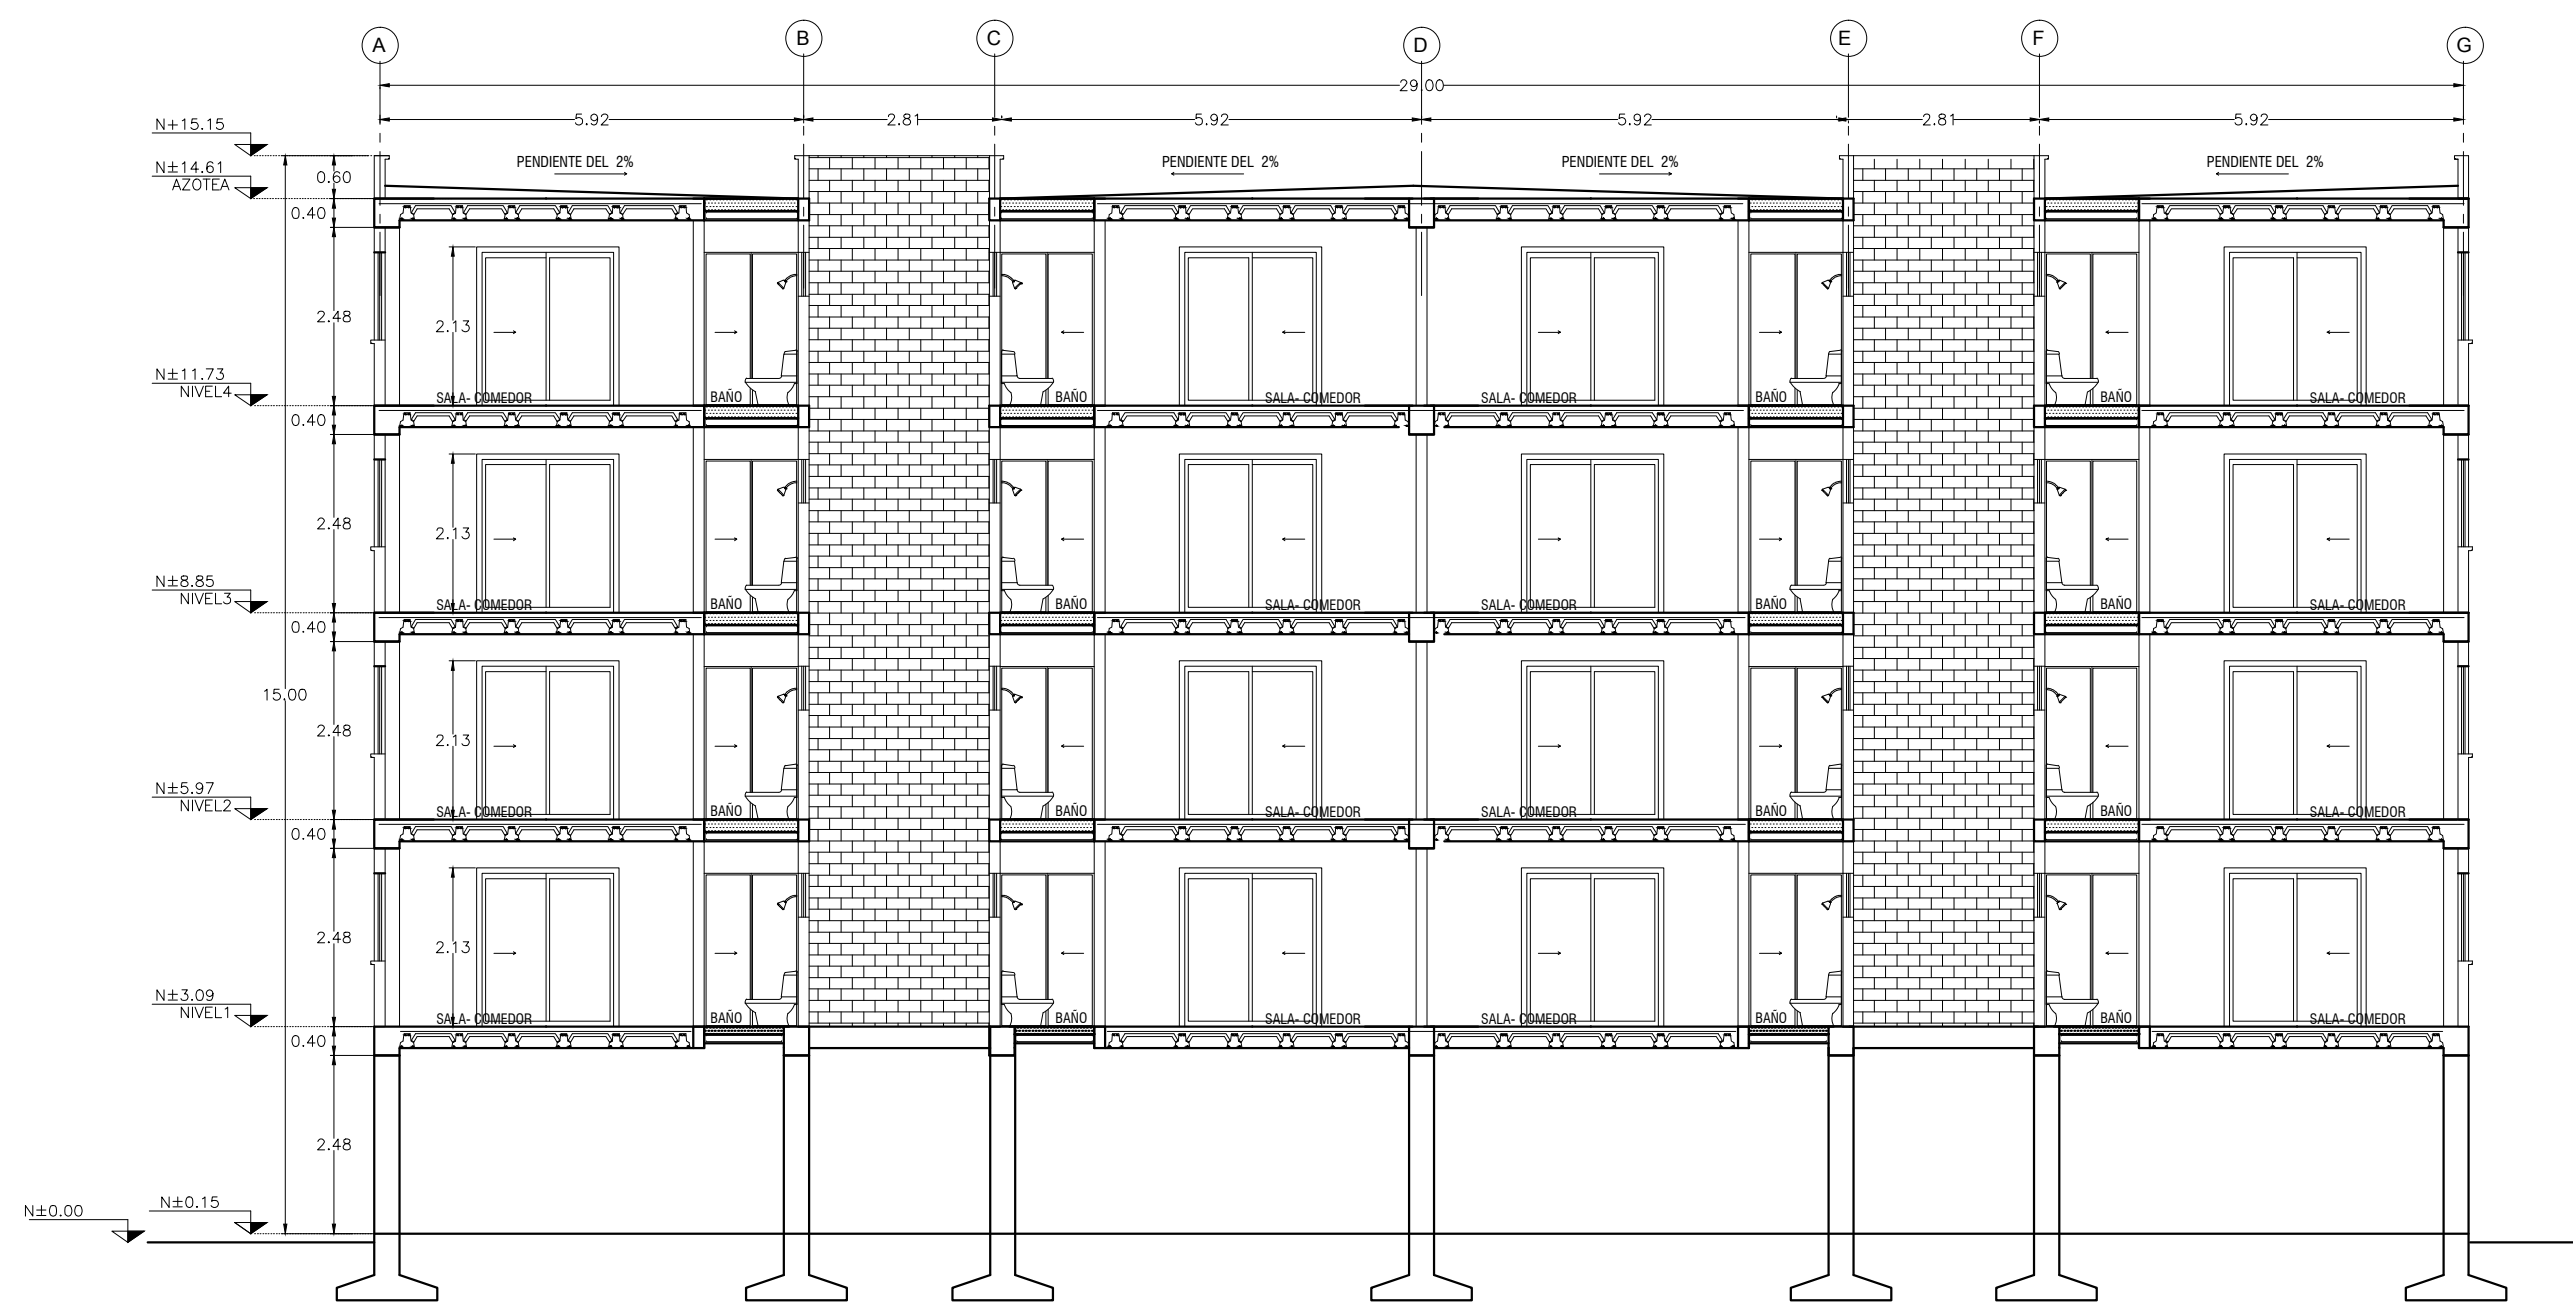 A B C D E F G
29.00
5.92 2.81 5.92 5.92 2.81 5.92
N+15.15
PENDIENTE DEL 2% PENDIENTE DEL 2% PENDIENTE DEL 2% PENDIENTE DEL 2%
N±14.61
0.60
AZOTEA
0.40
2.48 2.13
N±11.73
NIVEL4
SALA- COMEDOR BAÑO BAÑO SALA- COMEDOR SALA- COMEDOR BAÑO BAÑO SALA- COMEDOR
0.40
2.48 2.13
N±8.85
NIVEL3
SALA- COMEDOR BAÑO BAÑO SALA- COMEDOR SALA- COMEDOR BAÑO BAÑO SALA- COMEDOR
0.40
15.00
2.48 2.13
N±5.97
NIVEL2
SALA- COMEDOR BAÑO BAÑO SALA- COMEDOR SALA- COMEDOR BAÑO BAÑO SALA- COMEDOR
0.40
2.48 2.13
N±3.09
NIVEL1
SALA- COMEDOR BAÑO BAÑO SALA- COMEDOR SALA- COMEDOR BAÑO BAÑO SALA- COMEDOR
0.40
2.48
N±0.15
N±0.00